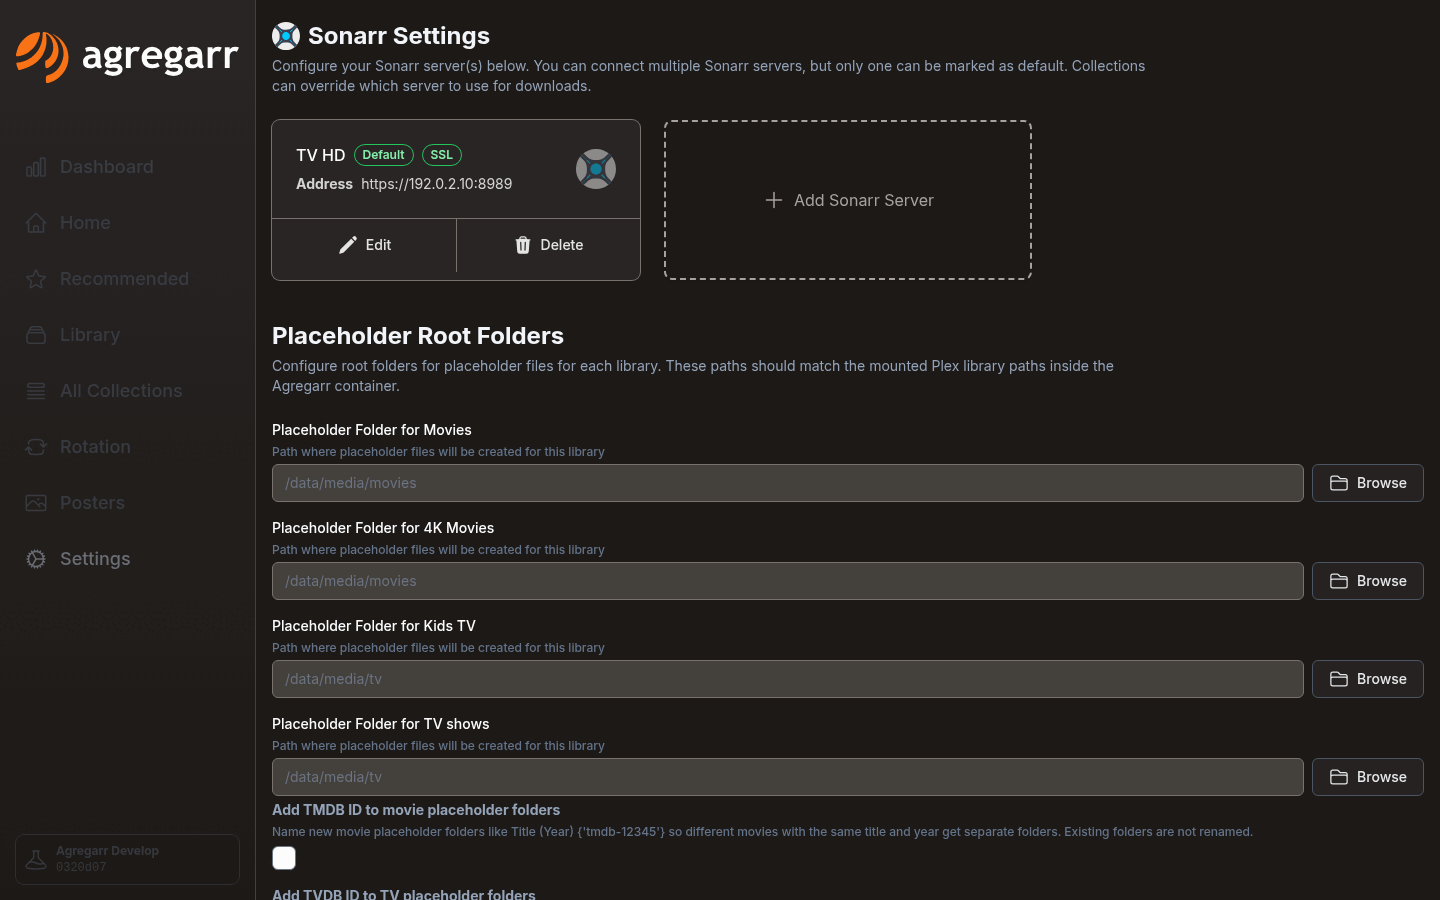 agregarr
Dashboard
Home
Recommended
Library
All Collections
Rotation
Posters
Settings
Agregarr Develop
0320d07
Sonarr Settings
Configure your Sonarr server(s) below. You can connect multiple Sonarr servers, but only one can be marked as default. Collections
can override which server to use for downloads.
TV HD Default SSL
Address https://192.0.2.10:8989
Edit Delete
Add Sonarr Server
Placeholder Root Folders
Configure root folders for placeholder files for each library. These paths should match the mounted Plex library paths inside the
Agregarr container.
Placeholder Folder for Movies
Path where placeholder files will be created for this library
/data/media/movies Browse
Placeholder Folder for 4K Movies
Path where placeholder files will be created for this library
/data/media/movies Browse
Placeholder Folder for Kids TV
Path where placeholder files will be created for this library
/data/media/tv Browse
Placeholder Folder for TV shows
Path where placeholder files will be created for this library
/data/media/tv Browse
Add TMDB ID to movie placeholder folders
Name new movie placeholder folders like Title (Year) {'tmdb-12345'} so different movies with the same title and year get separate folders. Existing folders are not renamed.
Add TVDB ID to TV placeholder folders